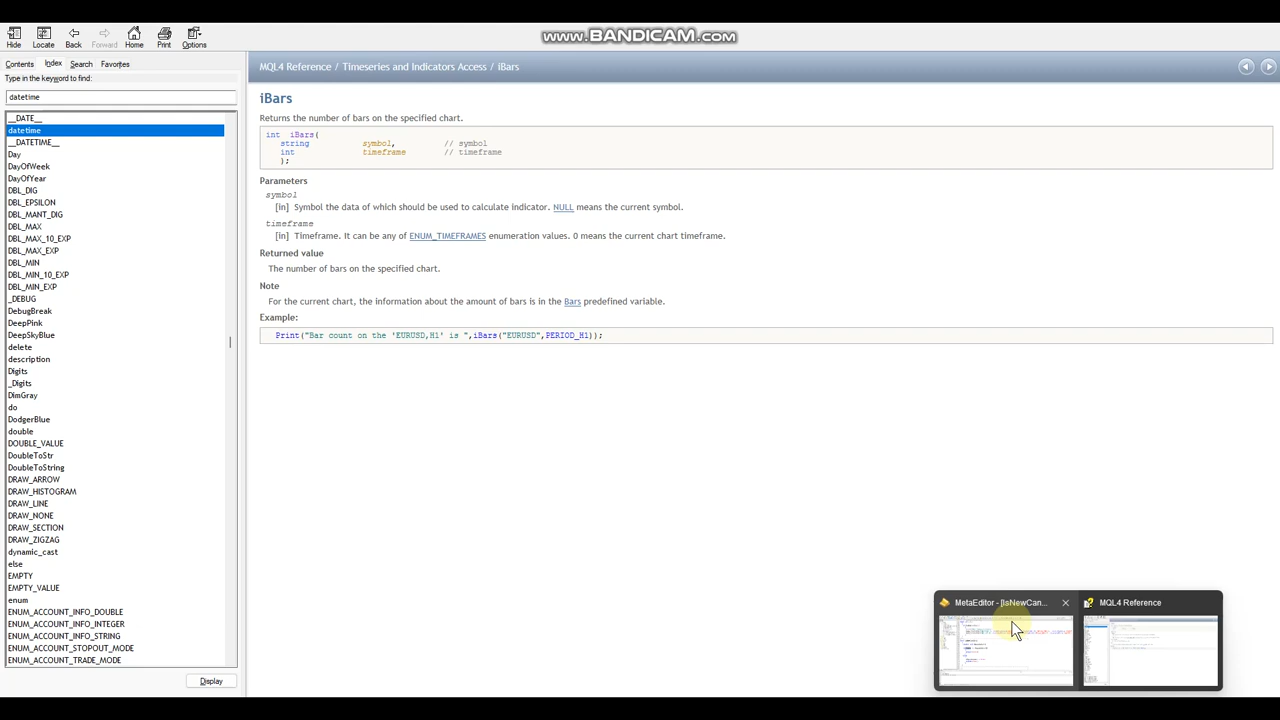 www.BANDICAM.com
Hide
Locate
Back
Forward
Home
Print
Options
Contents
Index
Search
Favorites
Type in the keyword to find:
datetime
__DATE__
datetime
__DATETIME__
Day
DayOfWeek
DayOfYear
DBL_DIG
DBL_EPSILON
DBL_MANT_DIG
DBL_MAX
DBL_MAX_10_EXP
DBL_MAX_EXP
DBL_MIN
DBL_MIN_10_EXP
DBL_MIN_EXP
_DEBUG
DebugBreak
DeepPink
DeepSkyBlue
delete
description
Digits
_Digits
DimGray
do
DodgerBlue
double
DOUBLE_VALUE
DoubleToStr
DoubleToString
DRAW_ARROW
DRAW_HISTOGRAM
DRAW_LINE
DRAW_NONE
DRAW_SECTION
DRAW_ZIGZAG
dynamic_cast
else
EMPTY
EMPTY_VALUE
enum
ENUM_ACCOUNT_INFO_DOUBLE
ENUM_ACCOUNT_INFO_INTEGER
ENUM_ACCOUNT_INFO_STRING
ENUM_ACCOUNT_STOPOUT_MODE
ENUM_ACCOUNT_TRADE_MODE
Display
MQL4 Reference / Timeseries and Indicators Access / iBars
iBars
Returns the number of bars on the specified chart.
int iBars(
string symbol, // symbol
int timeframe // timeframe
);
Parameters
symbol
[in] Symbol the data of which should be used to calculate indicator. NULL means the current symbol.
timeframe
[in] Timeframe. It can be any of ENUM_TIMEFRAMES enumeration values. 0 means the current chart timeframe.
Returned value
The number of bars on the specified chart.
Note
For the current chart, the information about the amount of bars is in the Bars predefined variable.
Example:
Print("Bar count on the 'EURUSD,H1' is ",iBars("EURUSD",PERIOD_H1));
MetaEditor - [IsNewCan...
MQL4 Reference